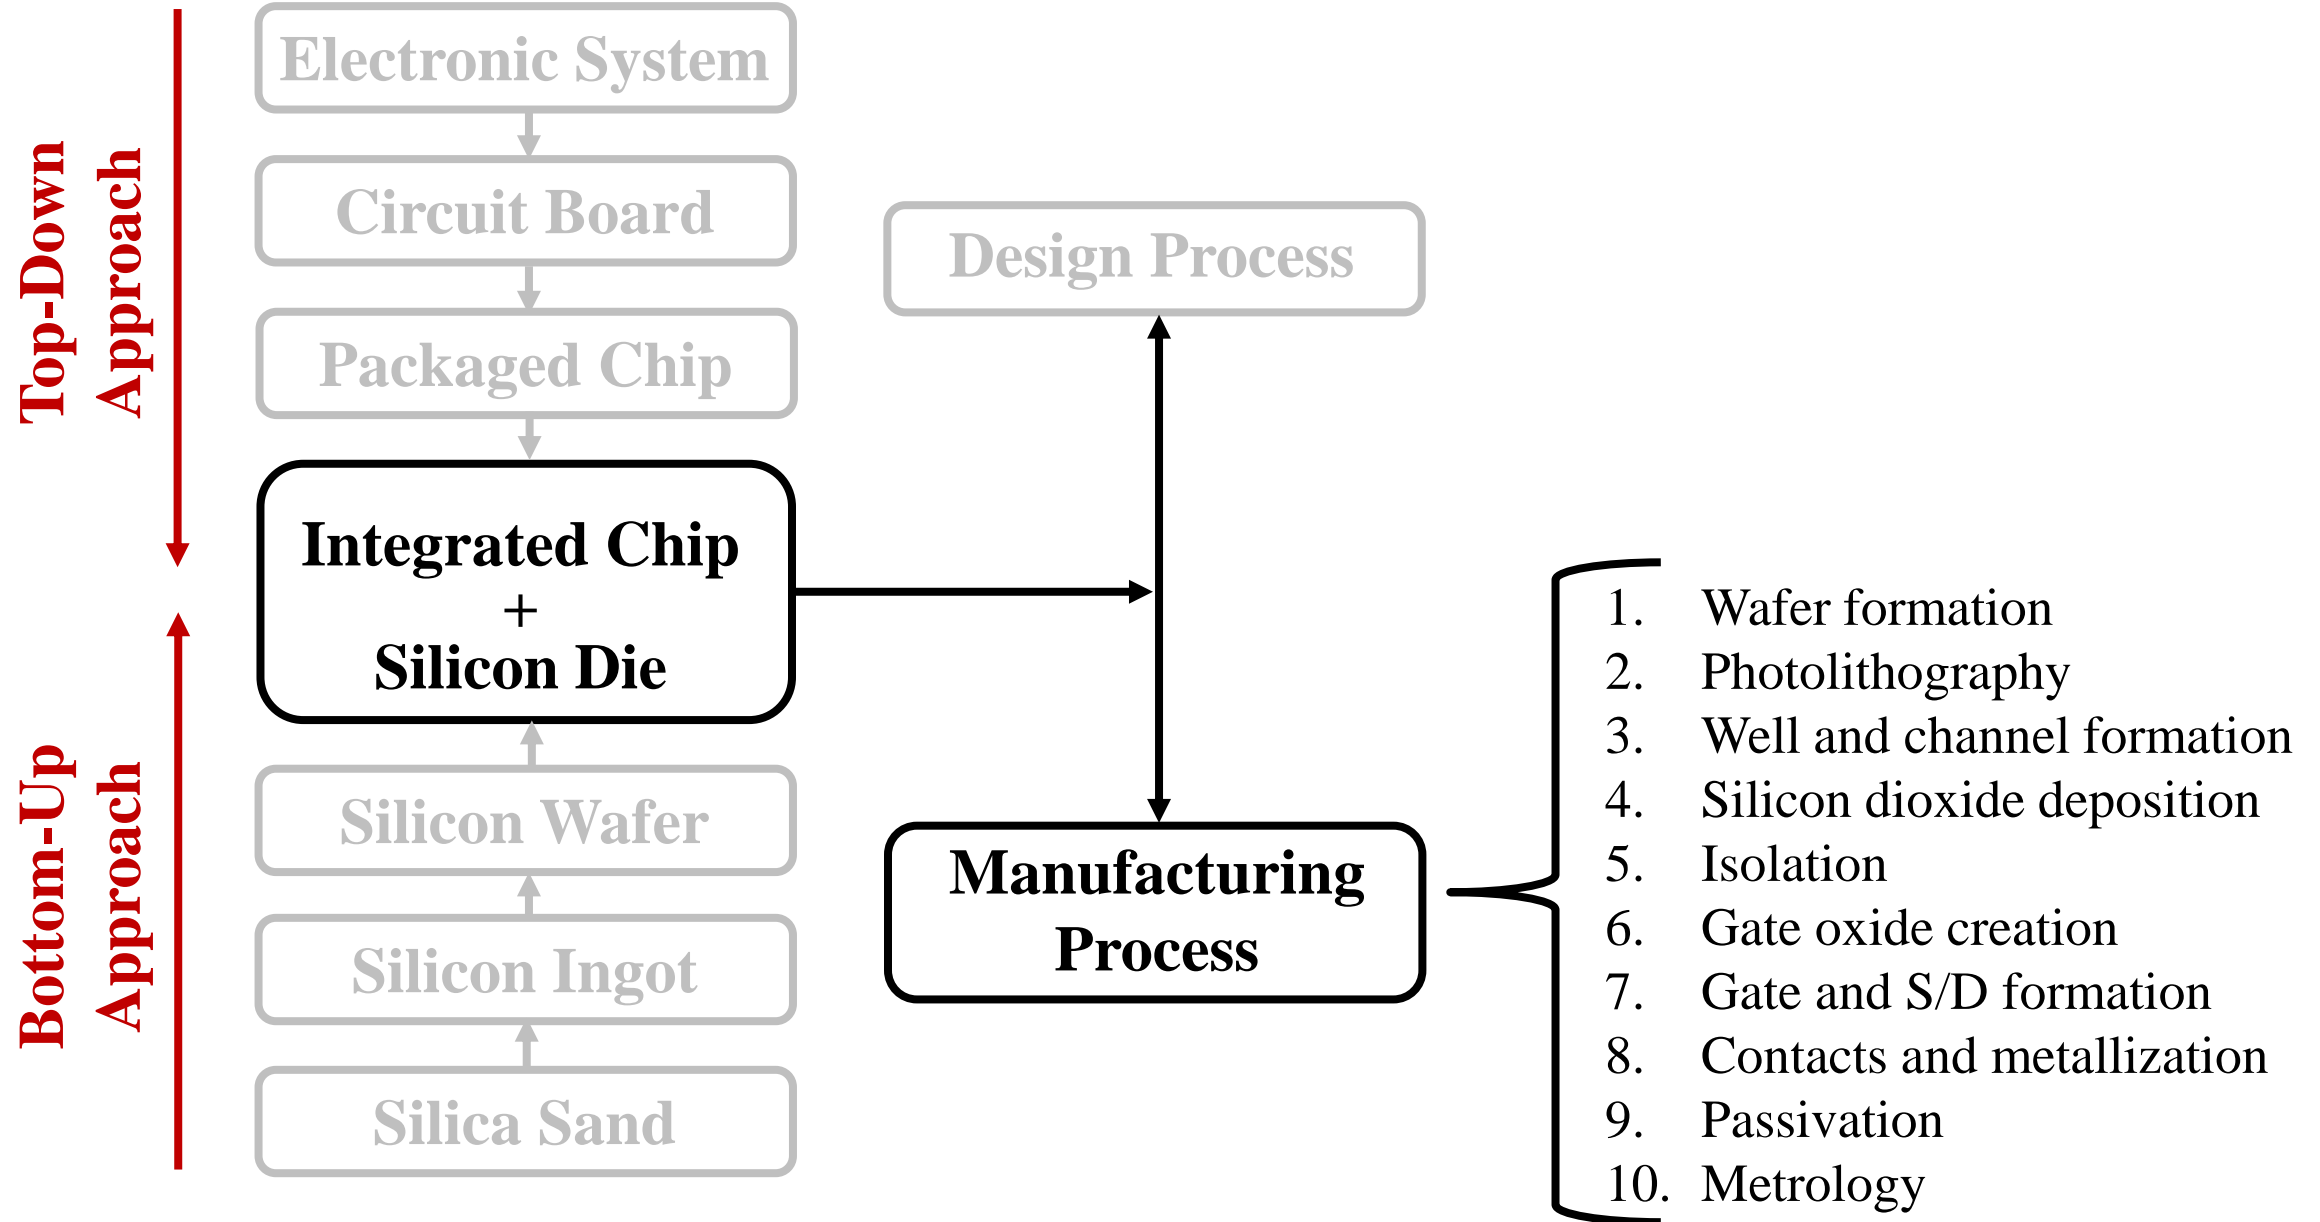 Top-Down
Approach
Bottom-Up
Approach
Electronic System
Circuit Board
Packaged Chip
Integrated Chip
+
Silicon Die
Silicon Wafer
Silicon Ingot
Silica Sand
Design Process
Manufacturing
Process
1. Wafer formation
2. Photolithography
3. Well and channel formation
4. Silicon dioxide deposition
5. Isolation
6. Gate oxide creation
7. Gate and S/D formation
8. Contacts and metallization
9. Passivation
10. Metrology